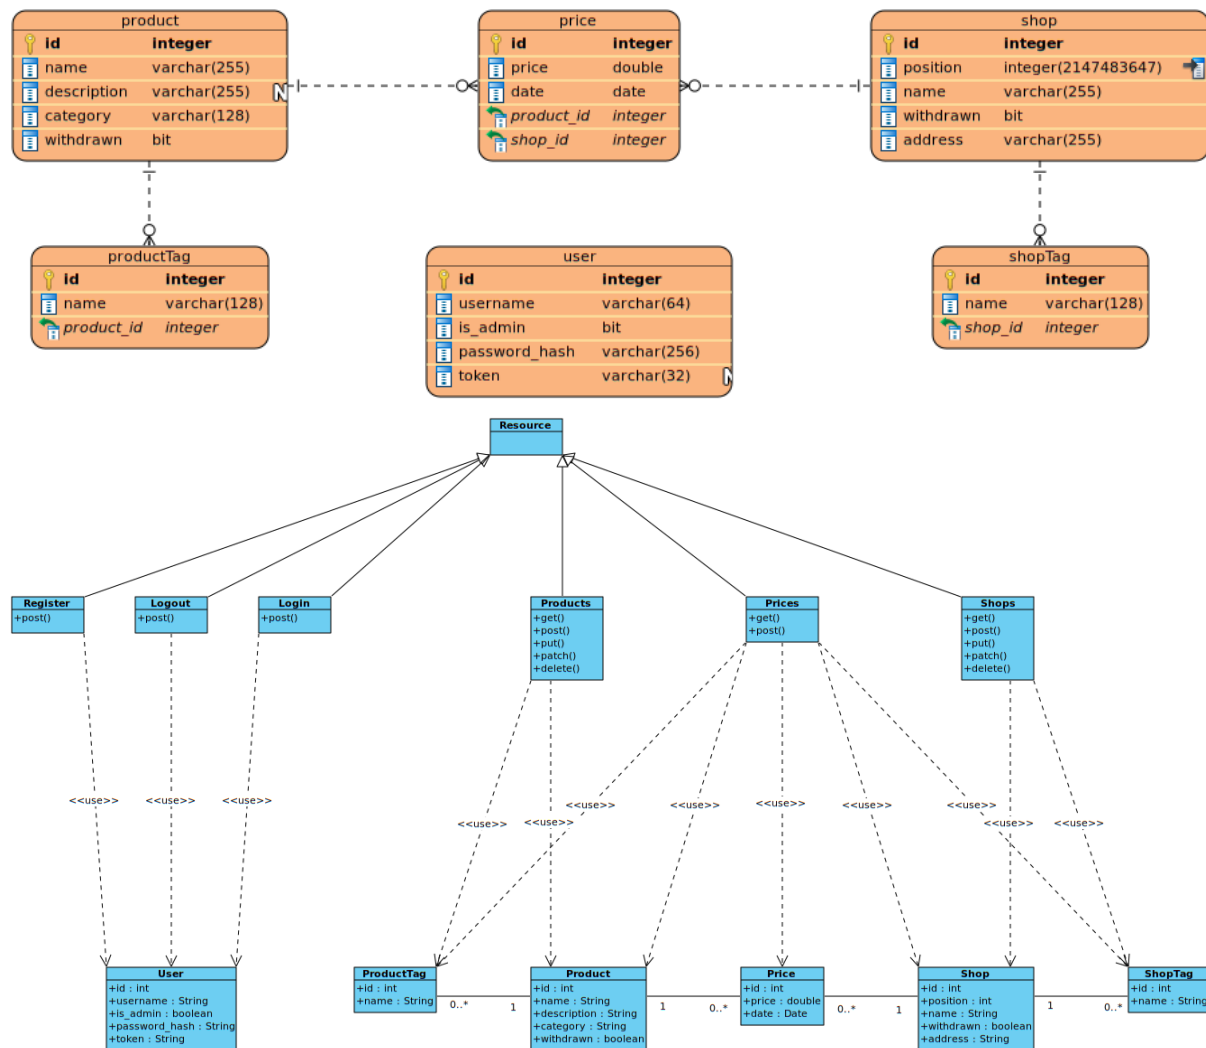 product
id integer
name varchar(255)
description varchar(255) N
category varchar(128)
withdrawn bit
price
id integer
price double
date date
product_id integer
shop_id integer
shop
id integer
position integer(2147483647)
name varchar(255)
withdrawn bit
address varchar(255)
productTag
id integer
name varchar(128)
product_id integer
user
id integer
username varchar(64)
is_admin bit
password_hash varchar(256)
token varchar(32) N
shopTag
id integer
name varchar(128)
shop_id integer
Resource
Register
+post()
Logout
+post()
Login
+post()
Products
+get()
+post()
+put()
+patch()
+delete()
Prices
+get()
+post()
Shops
+get()
+post()
+put()
+patch()
+delete()
<<use>>
<<use>>
<<use>>
<<use>>
<<use>>
<<use>>
<<use>>
<<use>>
<<use>>
<<use>>
<<use>>
<<use>>
User
+id : int
+username : String
+is_admin : boolean
+password_hash : String
+token : String
ProductTag
+id : int
+name : String
0..*
1
Product
+id : int
+name : String
+description : String
+category : String
+withdrawn : boolean
1
0..*
Price
+id : int
+price : double
+date : Date
0..*
1
Shop
+id : int
+position : int
+name : String
+withdrawn : boolean
+address : String
1
0..*
ShopTag
+id : int
+name : String